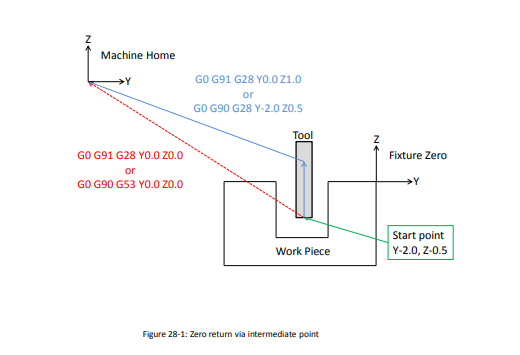 Z
Machine Home
Y
G0 G91 G28 Y0.0 Z1.0
or
G0 G90 G28 Y-2.0 Z0.5
Tool
Z
G0 G91 G28 Y0.0 Z0.0
or
G0 G90 G53 Y0.0 Z0.0
Fixture Zero
Y
Start point
Y-2.0, Z-0.5
Work Piece
Figure 28-1: Zero return via intermediate point